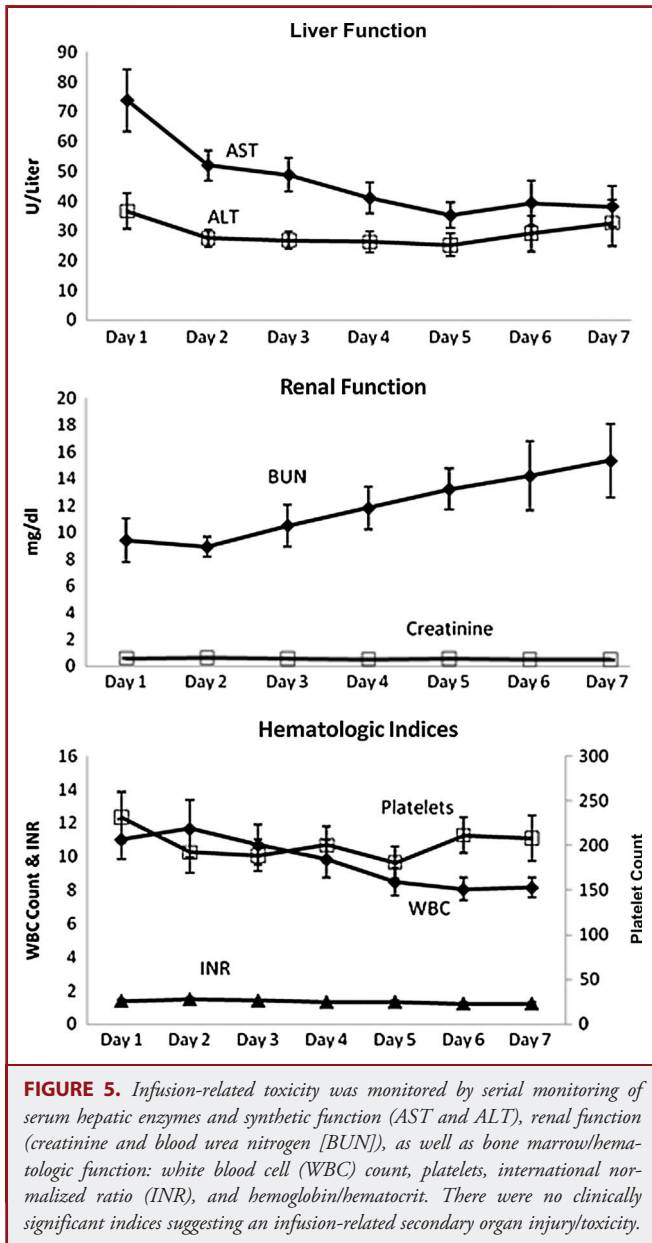 Liver Function
90
80
70
60
50
40
30
20
10
0
U/Liter
AST
ALT
Day 1 Day 2 Day 3 Day 4 Day 5 Day 6 Day 7
Renal Function
20
18
16
14
12
10
8
6
4
2
0
mg/dl
BUN
Creatinine
Day 1 Day 2 Day 3 Day 4 Day 5 Day 6 Day 7
Hematologic Indices
16
14
12
10
8
6
4
2
0
WBC Count & INR
Platelets
WBC
INR
300
250
200
150
100
50
0
Platelet Count
Day 1 Day 2 Day 3 Day 4 Day 5 Day 6 Day 7
FIGURE 5. Infusion-related toxicity was monitored by serial monitoring of
serum hepatic enzymes and synthetic function (AST and ALT), renal function
(creatinine and blood urea nitrogen [BUN]), as well as bone marrow/hema-
tologic function: white blood cell (WBC) count, platelets, international nor-
malized ratio (INR), and hemoglobin/hematocrit. There were no clinically
significant indices suggesting an infusion-related secondary organ injury/toxicity.